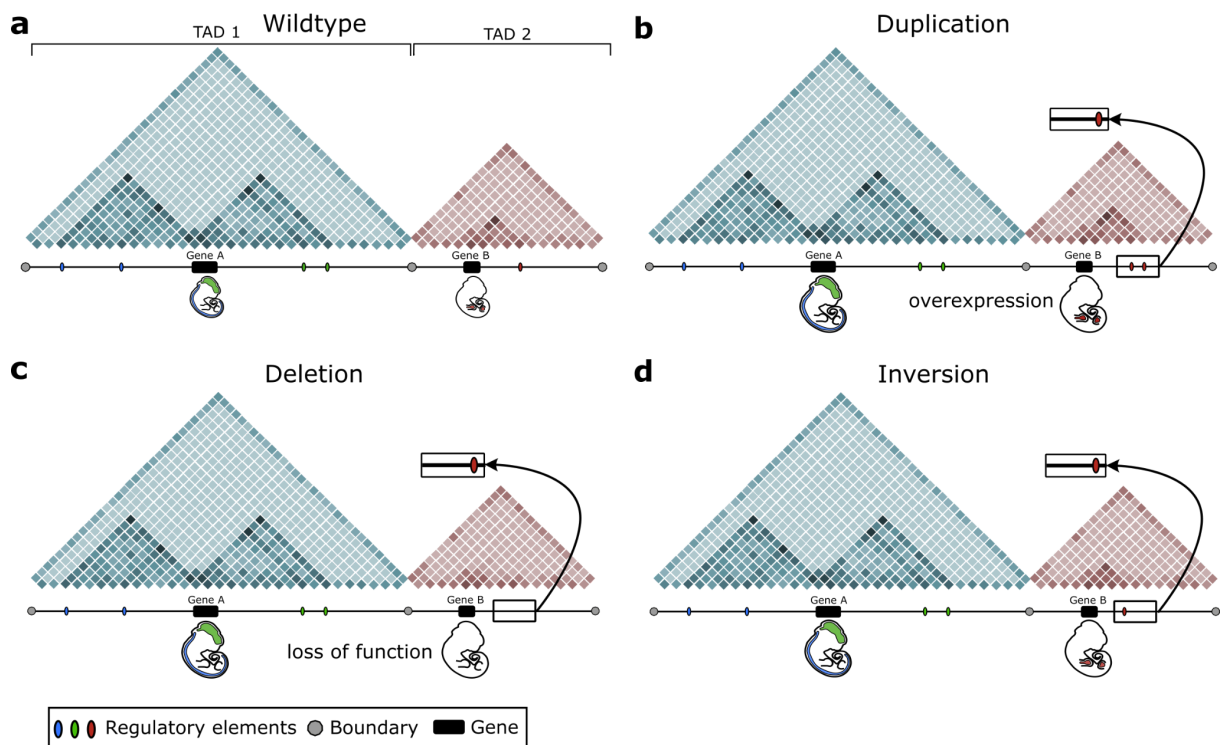 a
Wildtype
TAD 1
TAD 2
Gene A
Gene B
b
Duplication
Gene A
Gene B
overexpression
c
Deletion
Gene A
Gene B
loss of function
d
Inversion
Gene A
Gene B
Regulatory elements
Boundary
Gene